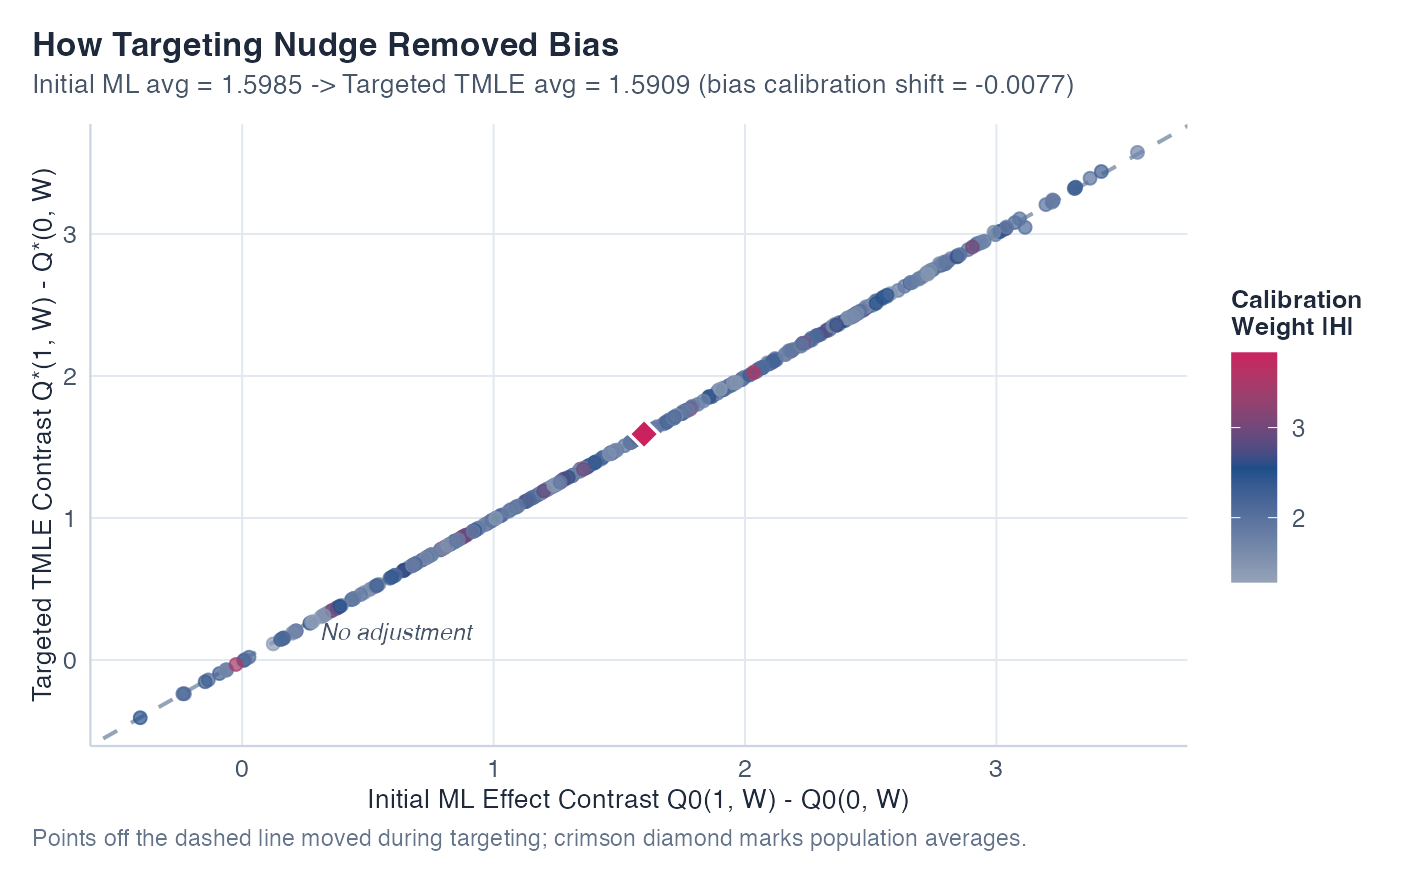 How Targeting Nudge Removed Bias
Initial ML avg = 1.5985 -> Targeted TMLE avg = 1.5909 (bias calibration shift = -0.0077)
Targeted TMLE Contrast Q*(1, W) - Q*(0, W)
3
2
1
0
No adjustment
0
1
2
3
Initial ML Effect Contrast Q0(1, W) - Q0(0, W)
Calibration
Weight |H|
3
2
Points off the dashed line moved during targeting; crimson diamond marks population averages.